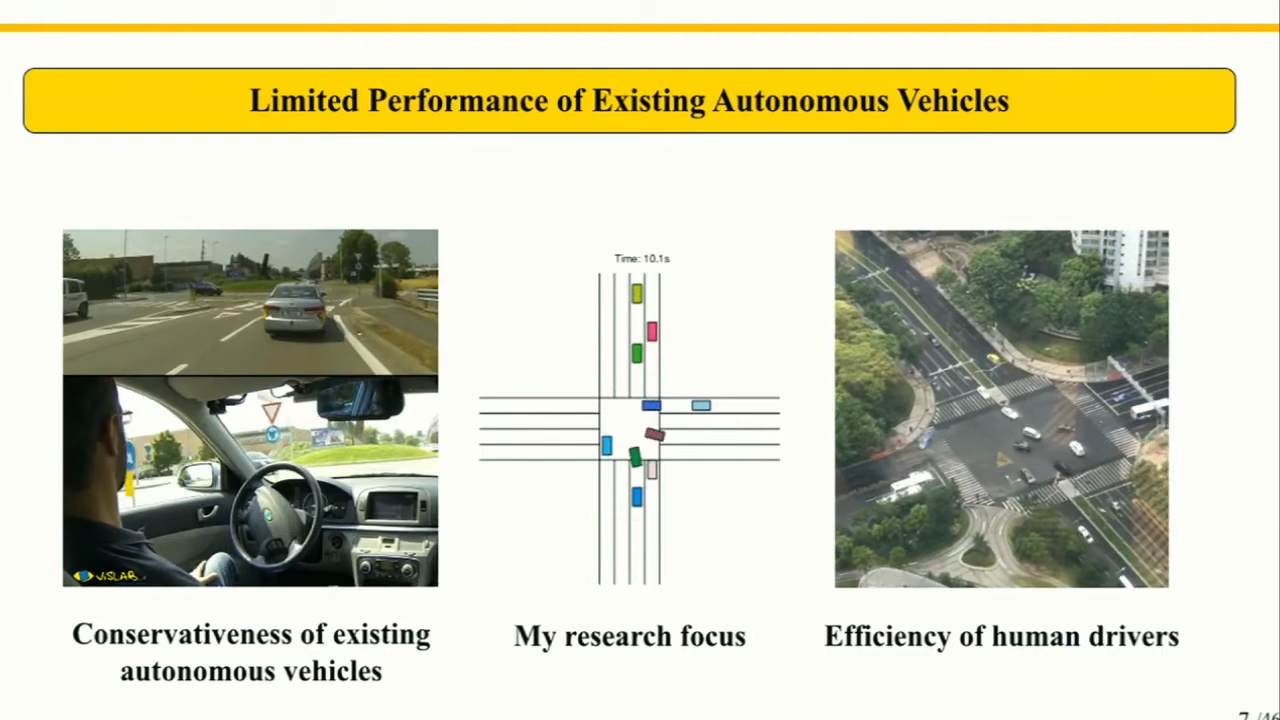 Limited Performance of Existing Autonomous Vehicles
Time: 10.1s
VISLAB
Conservativeness of existing
autonomous vehicles
My research focus
Efficiency of human drivers